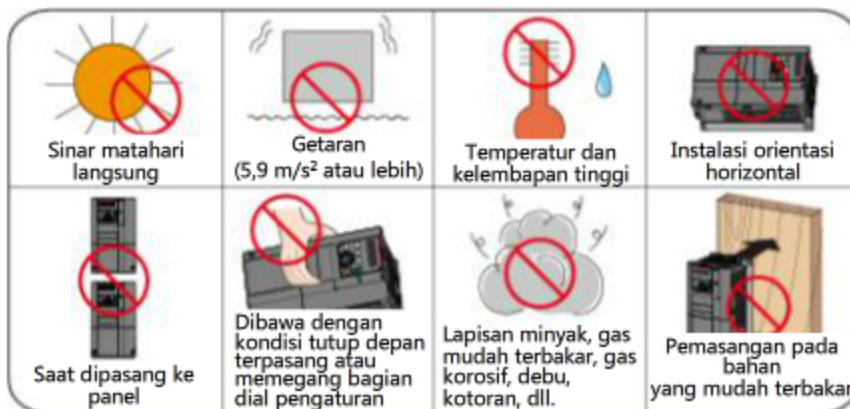 Sinar matahari
langsung
Getaran
(5,9 m/s² atau lebih)
Temperatur dan
kelembapan tinggi
Instalasi orientasi
horizontal
Saat dipasang ke
panel
Dibawa dengan
kondisi tutup depan
terpasang atau
memegang bagian
dial pengaturan
Lapisan minyak, gas
mudah terbakar, gas
korosif, debu,
kotoran, dll.
Pemasangan pada
bahan
yang mudah terbakar